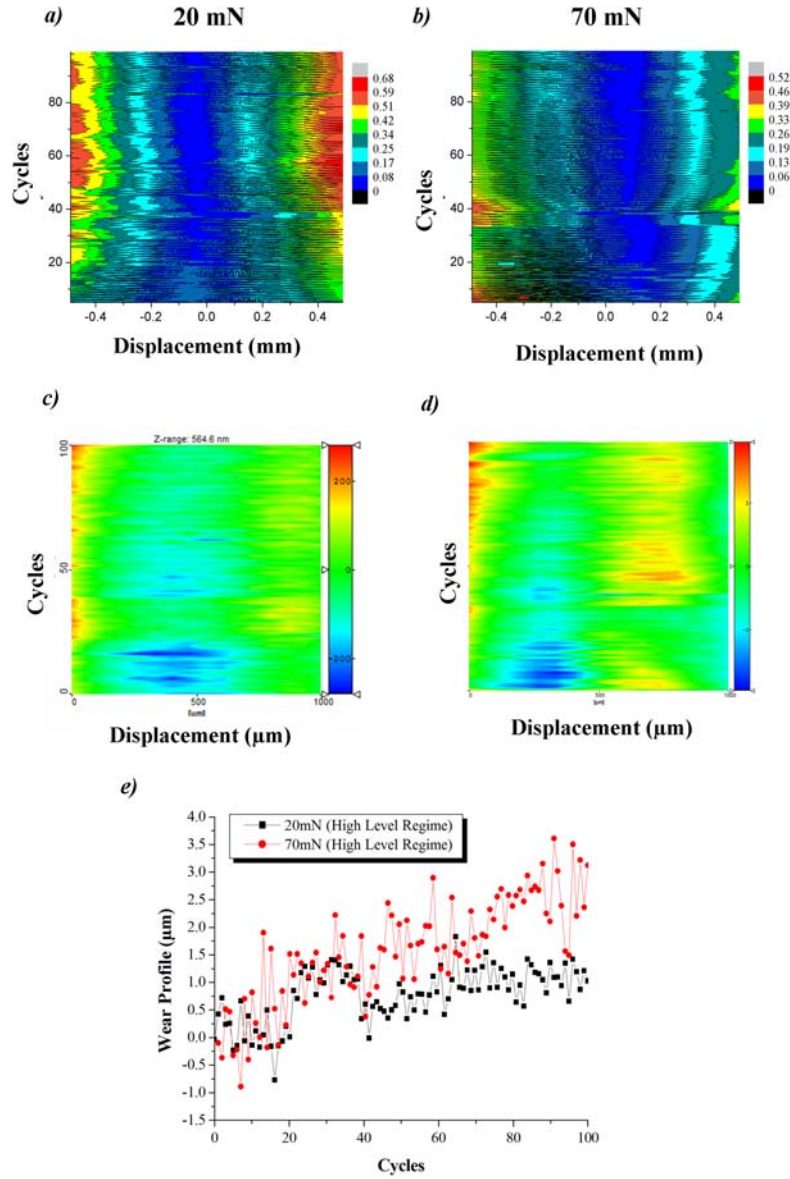 a) 20 mN
b) 70 mN
Cycles
80
60
40
20
-0.4 -0.2 0.0 0.2 0.4
Displacement (mm)
0.68
0.59
0.51
0.42
0.34
0.25
0.17
0.08
0
Cycles
80
60
40
20
-0.4 -0.2 0.0 0.2 0.4
Displacement (mm)
0.52
0.46
0.39
0.33
0.26
0.19
0.13
0.06
0
c)
Z-range: 564.6 nm
Cycles
100
50
0
0 500 1000
[µm]
Displacement (µm)
200
0
200
d)
Cycles
500 1000
Displacement (µm)
2
0
e)
20mN (High Level Regime)
70mN (High Level Regime)
Wear Profile (µm)
4.0
3.5
3.0
2.5
2.0
1.5
1.0
0.5
0.0
-0.5
-1.0
-1.5
0 20 40 60 80 100
Cycles